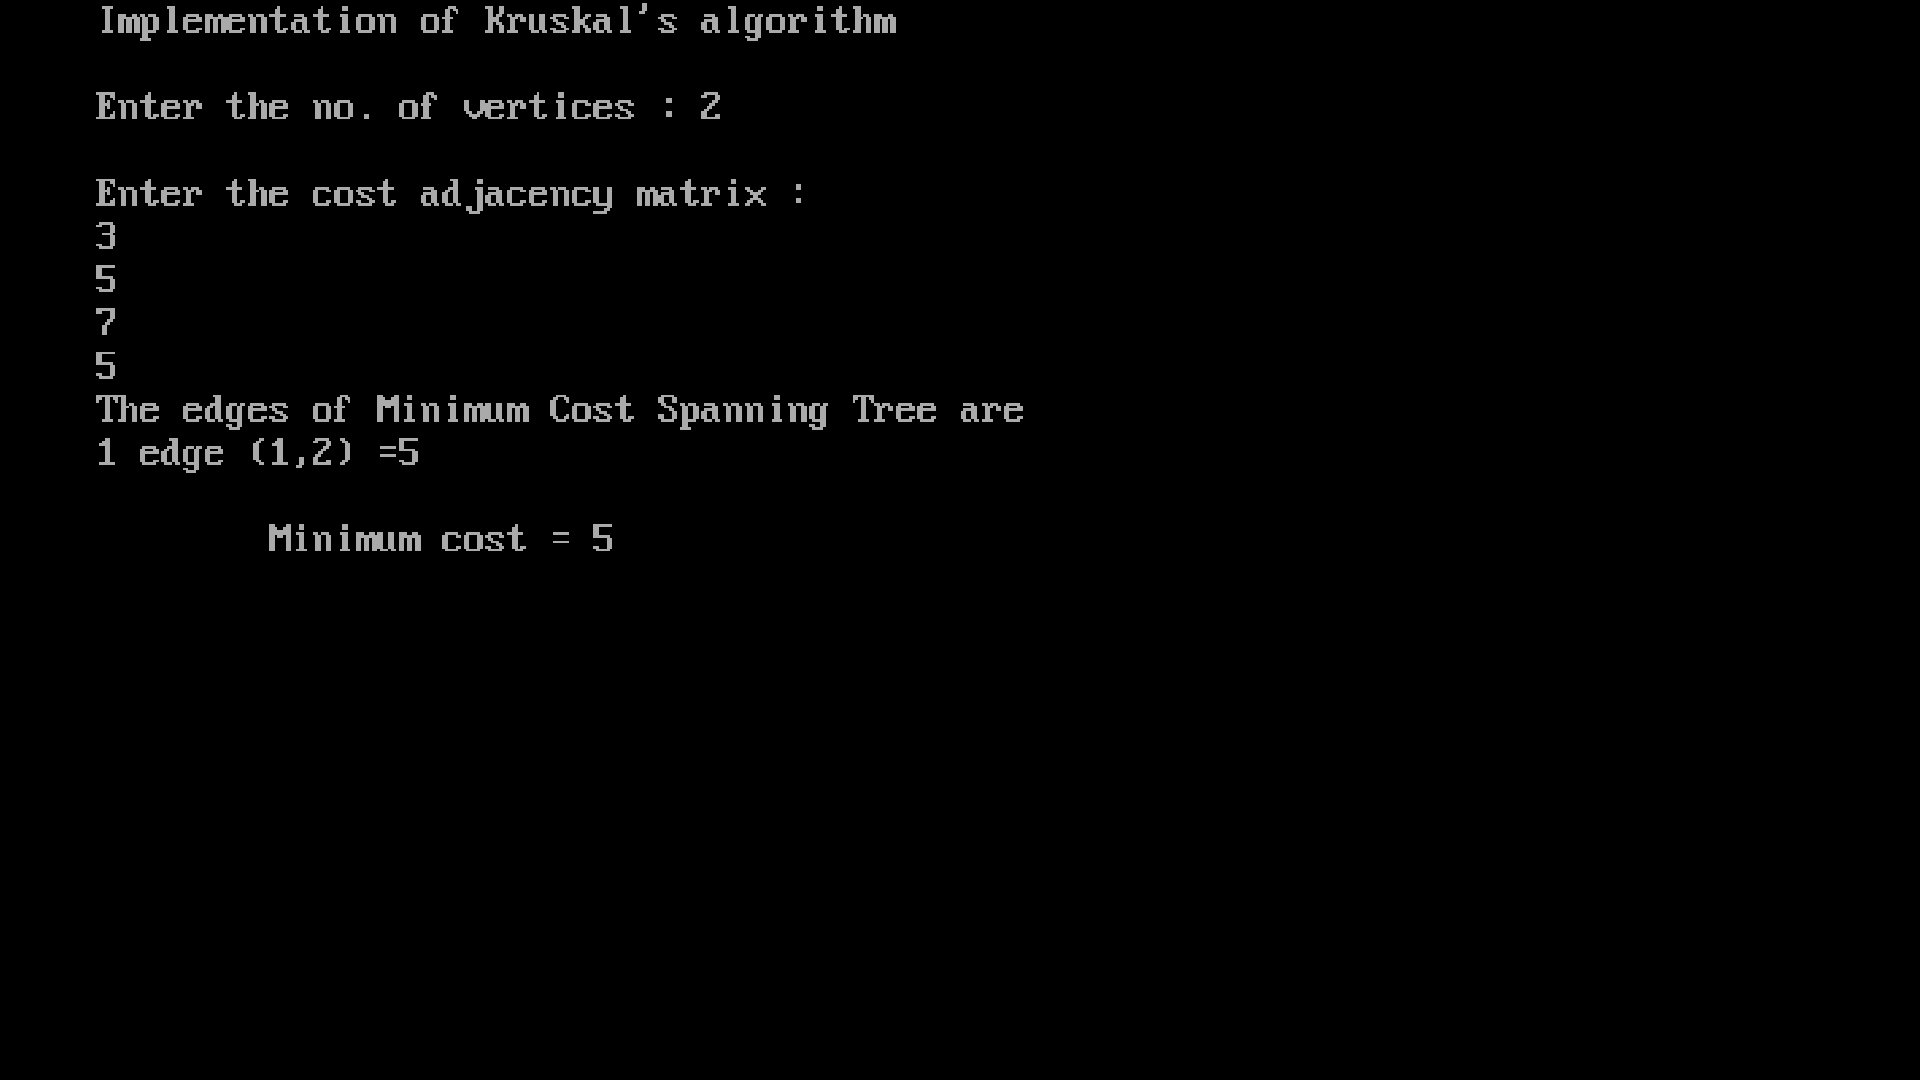 Implementation of Kruskal's algorithm
Enter the no. of vertices : 2
Enter the cost adjacency matrix :
3
5
7
5
The edges of Minimum Cost Spanning Tree are
1 edge (1,2) =5
Minimum cost = 5